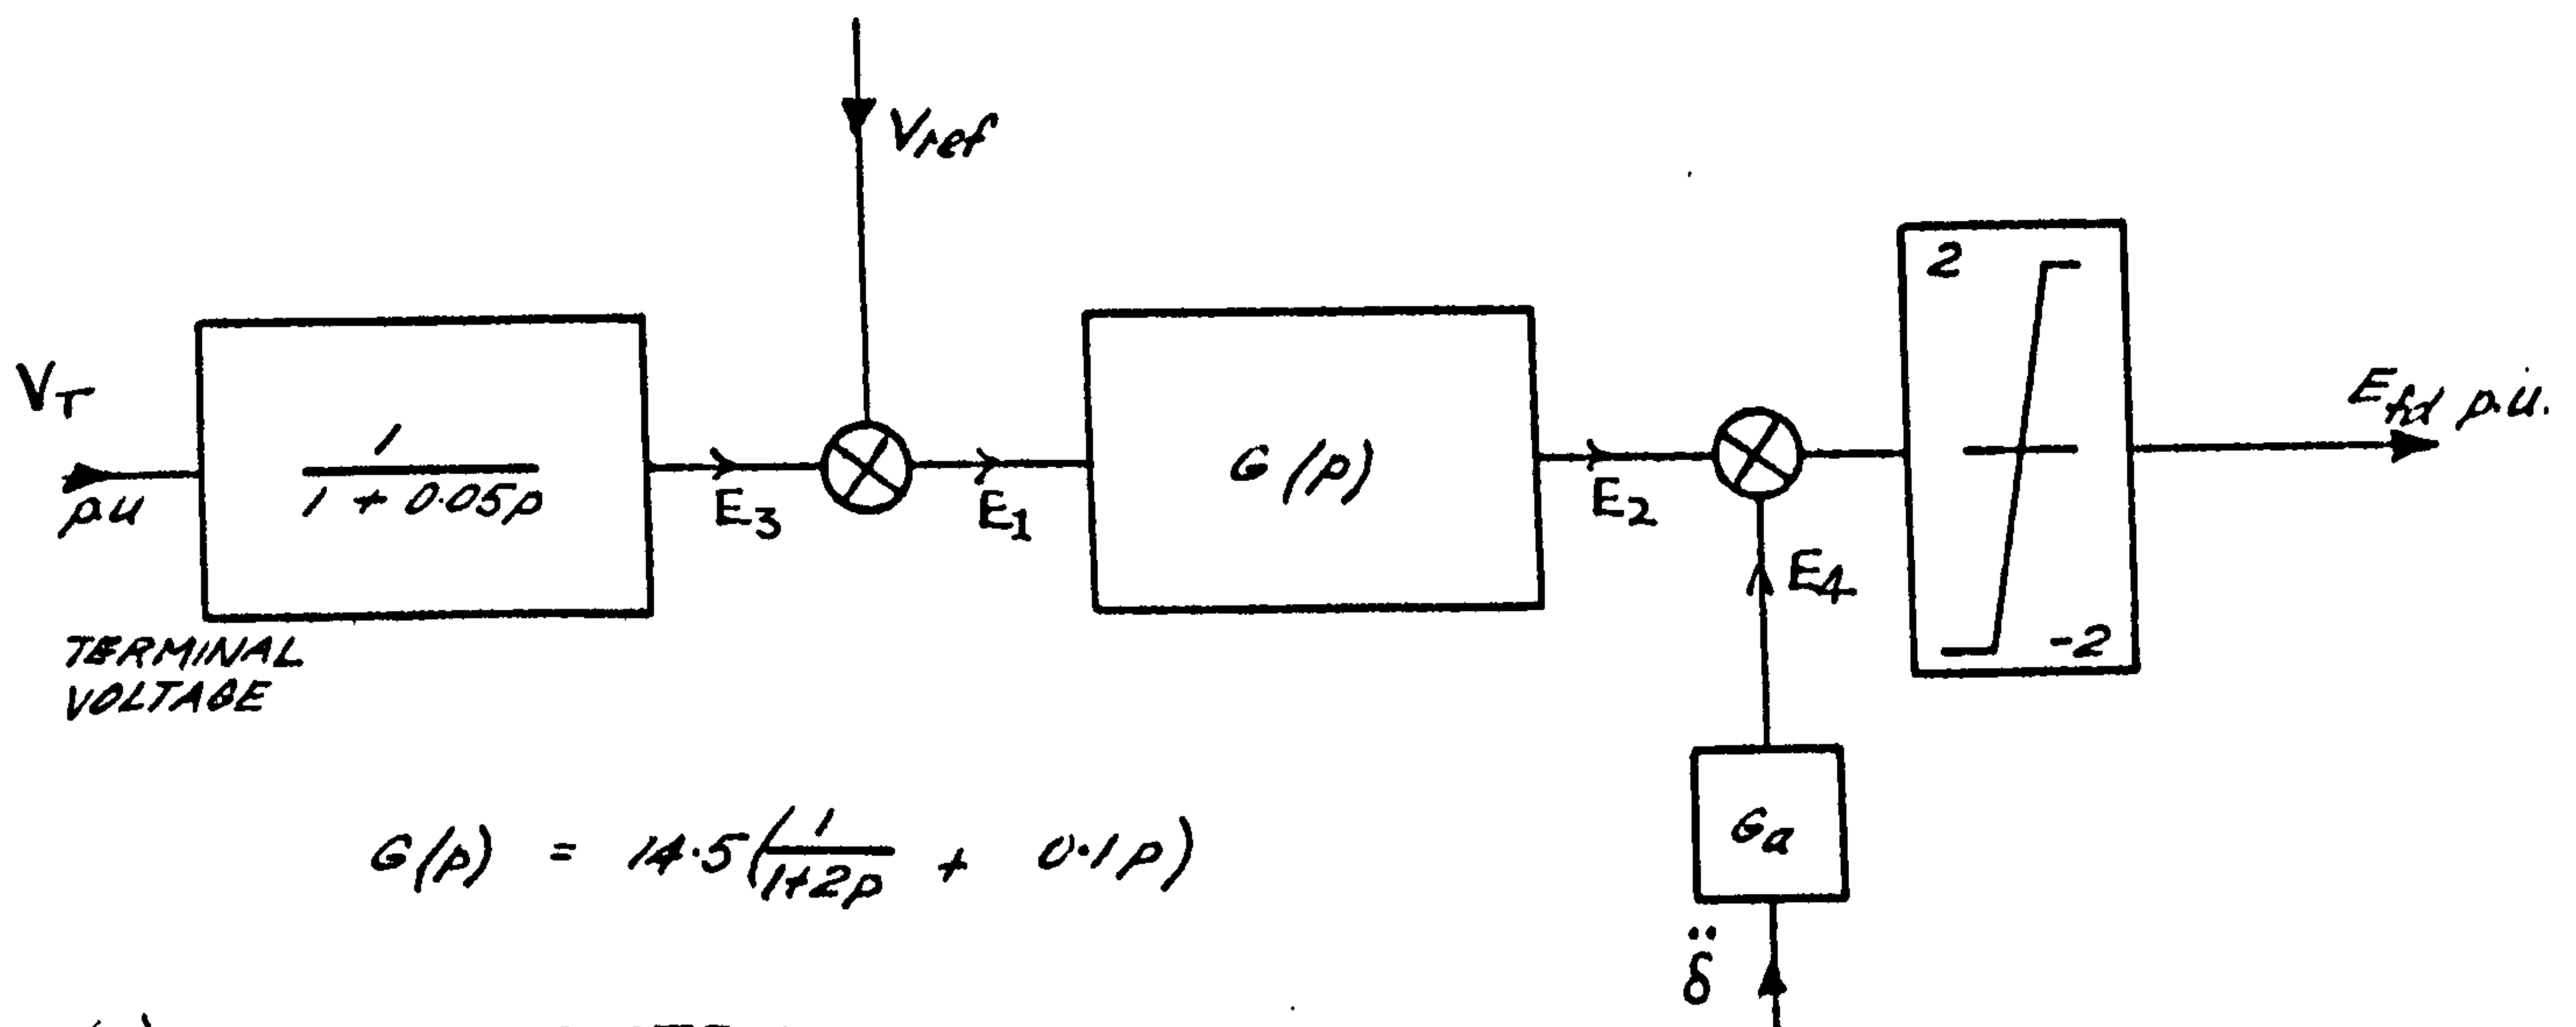 Vref
2
VT
p.u
1
1 + 0.05p
E3
E1
G(p)
E2
E4
-2
Efd p.u.
TERMINAL
VOLTAGE
Ga
G(p) = 14.5(1/(1+2p) + 0.1p)
δ̈